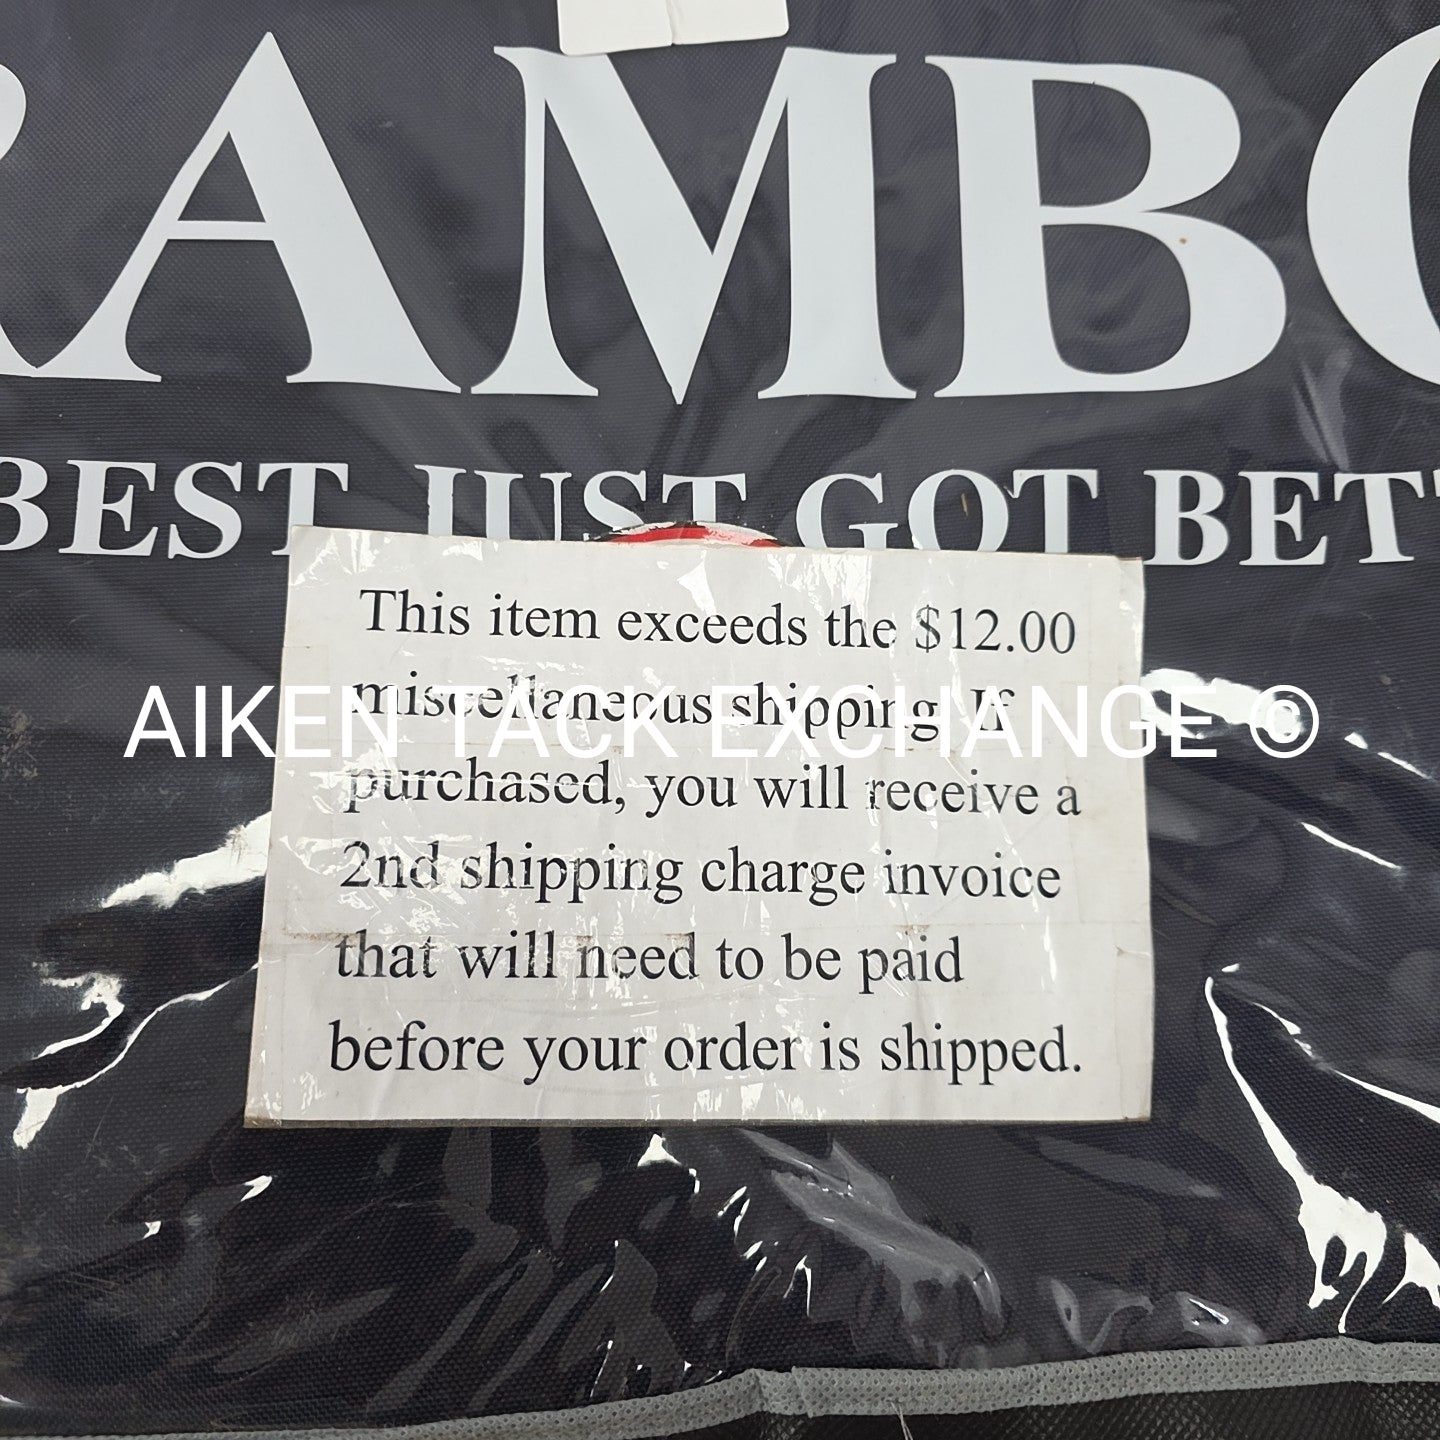 RAMBO
BEST JUST GOT BETT
This item exceeds the $12.00
miscellaneous shipping. If
AIKEN TACK EXCHANGE ©
purchased, you will receive a
2nd shipping charge invoice
that will need to be paid
before your order is shipped.